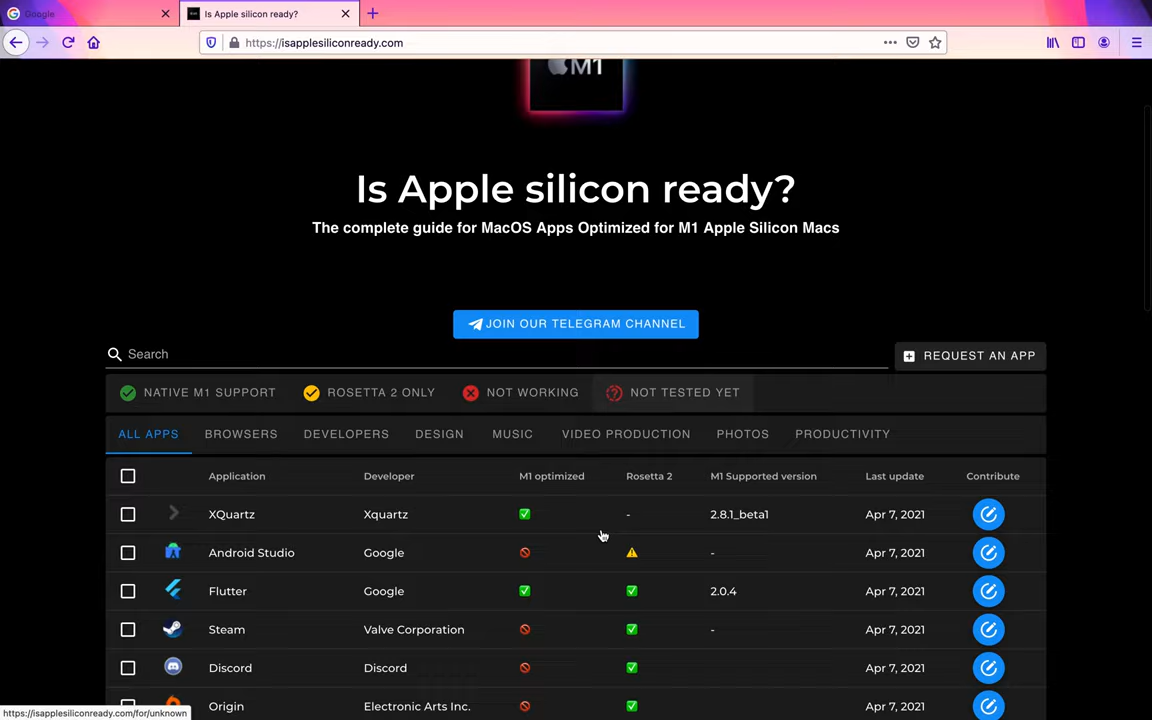 Google
Is Apple silicon ready?
https://isapplesiliconready.com
M1
Is Apple silicon ready?
The complete guide for MacOS Apps Optimized for M1 Apple Silicon Macs
JOIN OUR TELEGRAM CHANNEL
Search
REQUEST AN APP
NATIVE M1 SUPPORT ROSETTA 2 ONLY NOT WORKING NOT TESTED YET
ALL APPS BROWSERS DEVELOPERS DESIGN MUSIC VIDEO PRODUCTION PHOTOS PRODUCTIVITY
Application Developer M1 optimized Rosetta 2 M1 Supported version Last update Contribute
XQuartz Xquartz - 2.8.1_beta1 Apr 7, 2021
Android Studio Google - Apr 7, 2021
Flutter Google 2.0.4 Apr 7, 2021
Steam Valve Corporation - Apr 7, 2021
Discord Discord Apr 7, 2021
Origin Electronic Arts Inc. Apr 7, 2021
https://isapplesiliconready.com/for/unknown